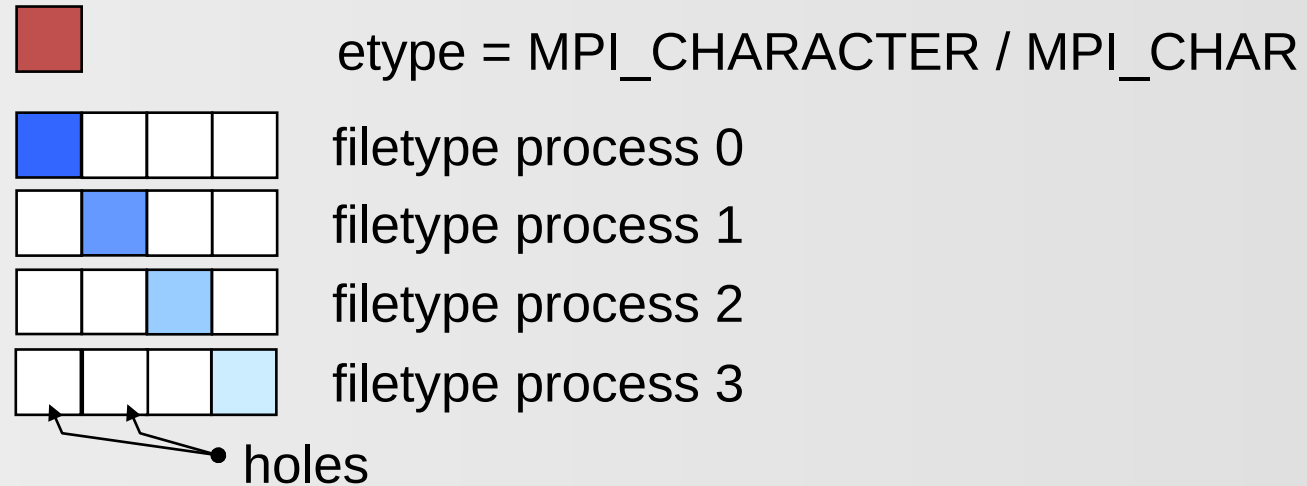 etype = MPI_CHARACTER / MPI_CHAR
filetype process 0
filetype process 1
filetype process 2
filetype process 3
holes